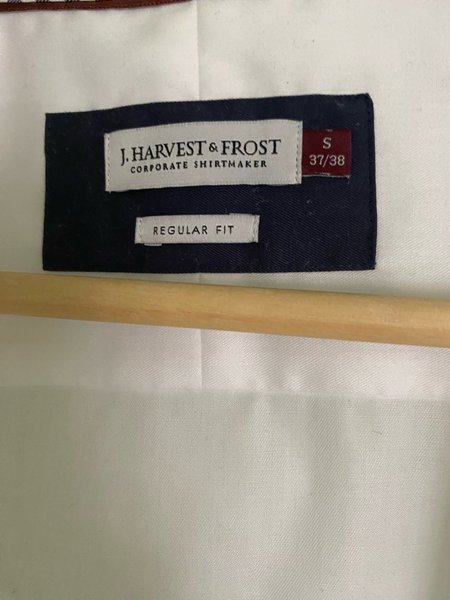 J. HARVEST & FROST
CORPORATE SHIRTMAKER
S
37/38
REGULAR FIT